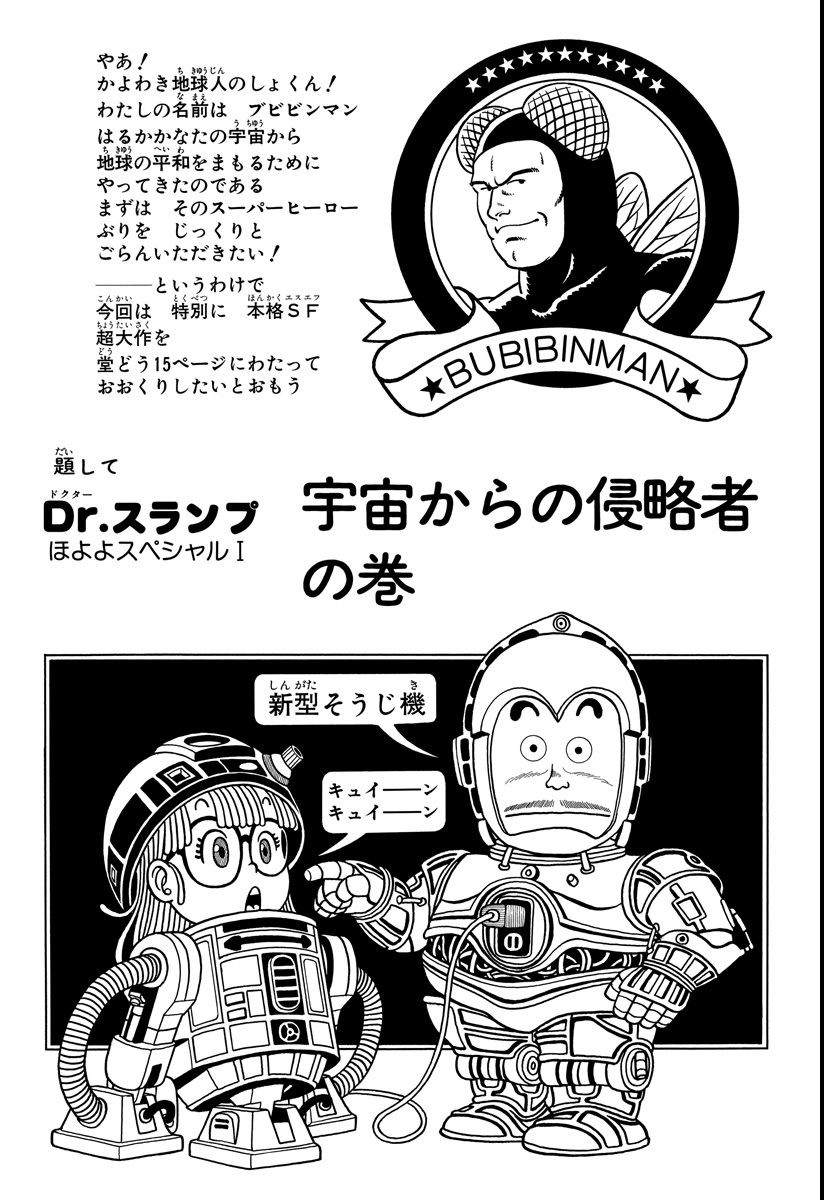 やあ！
かよわき地球人のしょくん！
わたしの名前は　ブビビンマン
はるかかなたの宇宙から
地球の平和をまもるために
やってきたのである
まずは　そのスーパーヒーロー
ぶりを　じっくりと
ごらんいただきたい！
───というわけで
今回は　特別に　本格SF
超大作を
堂どう15ページにわたって
おおくりしたいとおもう
★BUBIBINMAN★
題して
Dr.スランプ
ほよよスペシャルI
宇宙からの侵略者
の巻
新型そうじ機
キュイ──ン
キュイ──ン